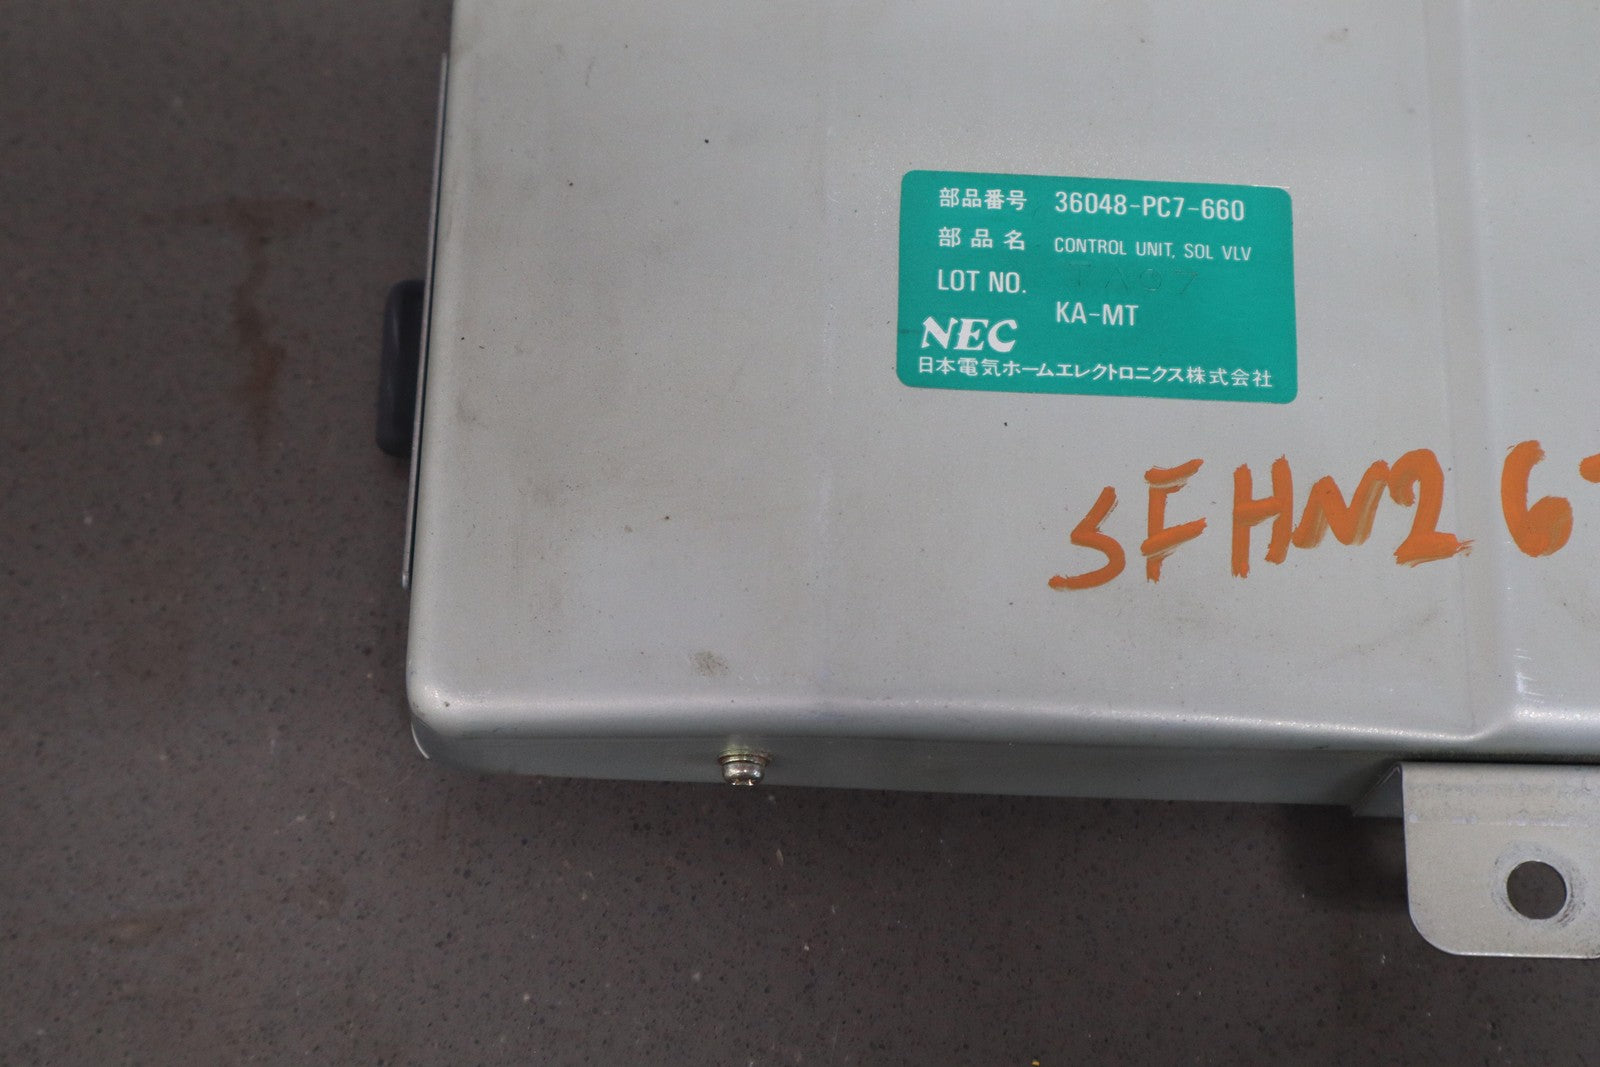 部品番号 36048-PC7-660
部品名 CONTROL UNIT, SOL VLV
LOT NO.
KA-MT
NEC
日本電気ホームエレクトロニクス株式会社
SFHN26